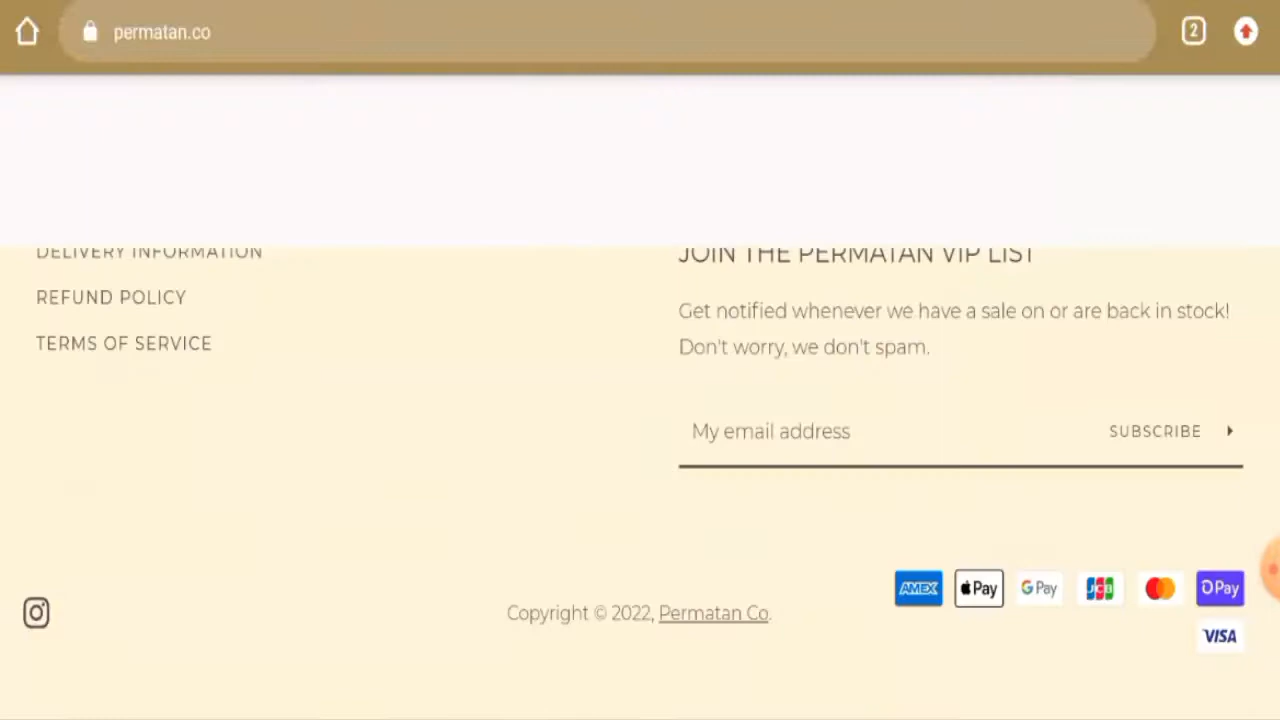 permatan.co
2
DELIVERY INFORMATION
REFUND POLICY
TERMS OF SERVICE
JOIN THE PERMATAN VIP LIST
Get notified whenever we have a sale on or are back in stock!
Don't worry, we don't spam.
My email address
SUBSCRIBE
Copyright © 2022, Permatan Co.
AMEX
Pay
G Pay
JCB
Pay
VISA